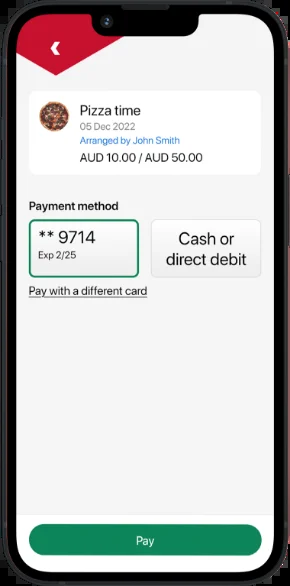 Pizza time
05 Dec 2022
Arranged by John Smith
AUD 10.00 / AUD 50.00
Payment method
** 9714
Exp 2/25
Cash or
direct debit
Pay with a different card
Pay